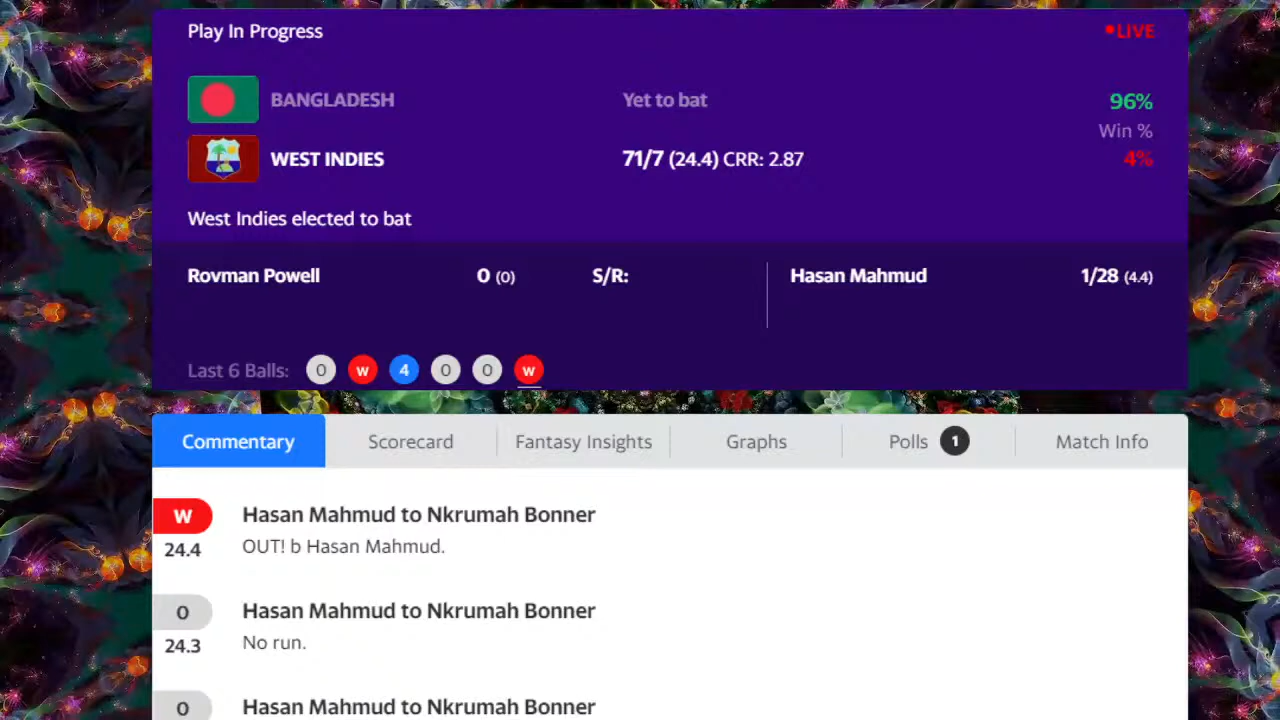 Play In Progress
•LIVE
BANGLADESH
Yet to bat
96%
Win %
WEST INDIES
71/7 (24.4) CRR: 2.87
4%
West Indies elected to bat
Rovman Powell 0 (0) S/R:
Hasan Mahmud 1/28 (4.4)
Last 6 Balls: 0 w 4 0 0 w
Commentary Scorecard Fantasy Insights Graphs Polls 1 Match Info
W
Hasan Mahmud to Nkrumah Bonner
24.4
OUT! b Hasan Mahmud.
0
Hasan Mahmud to Nkrumah Bonner
24.3
No run.
0
Hasan Mahmud to Nkrumah Bonner